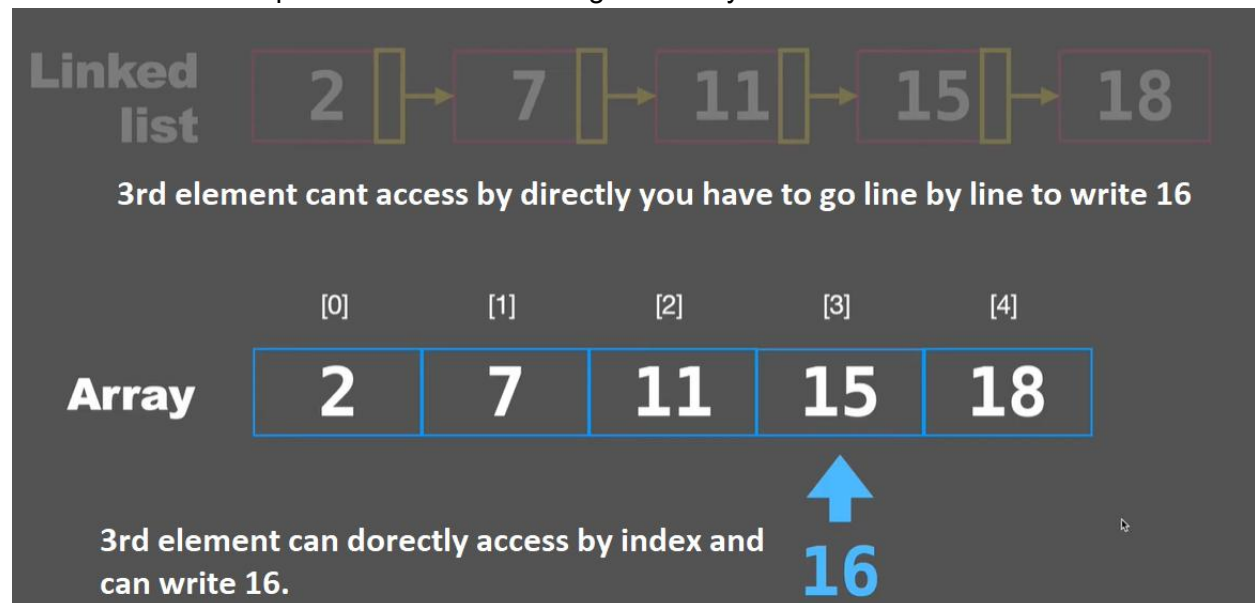 Linked
list
2 7 11 15 18
3rd element cant access by directly you have to go line by line to write 16
[0] [1] [2] [3] [4]
Array 2 7 11 15 18
3rd element can dorectly access by index and
can write 16.
16